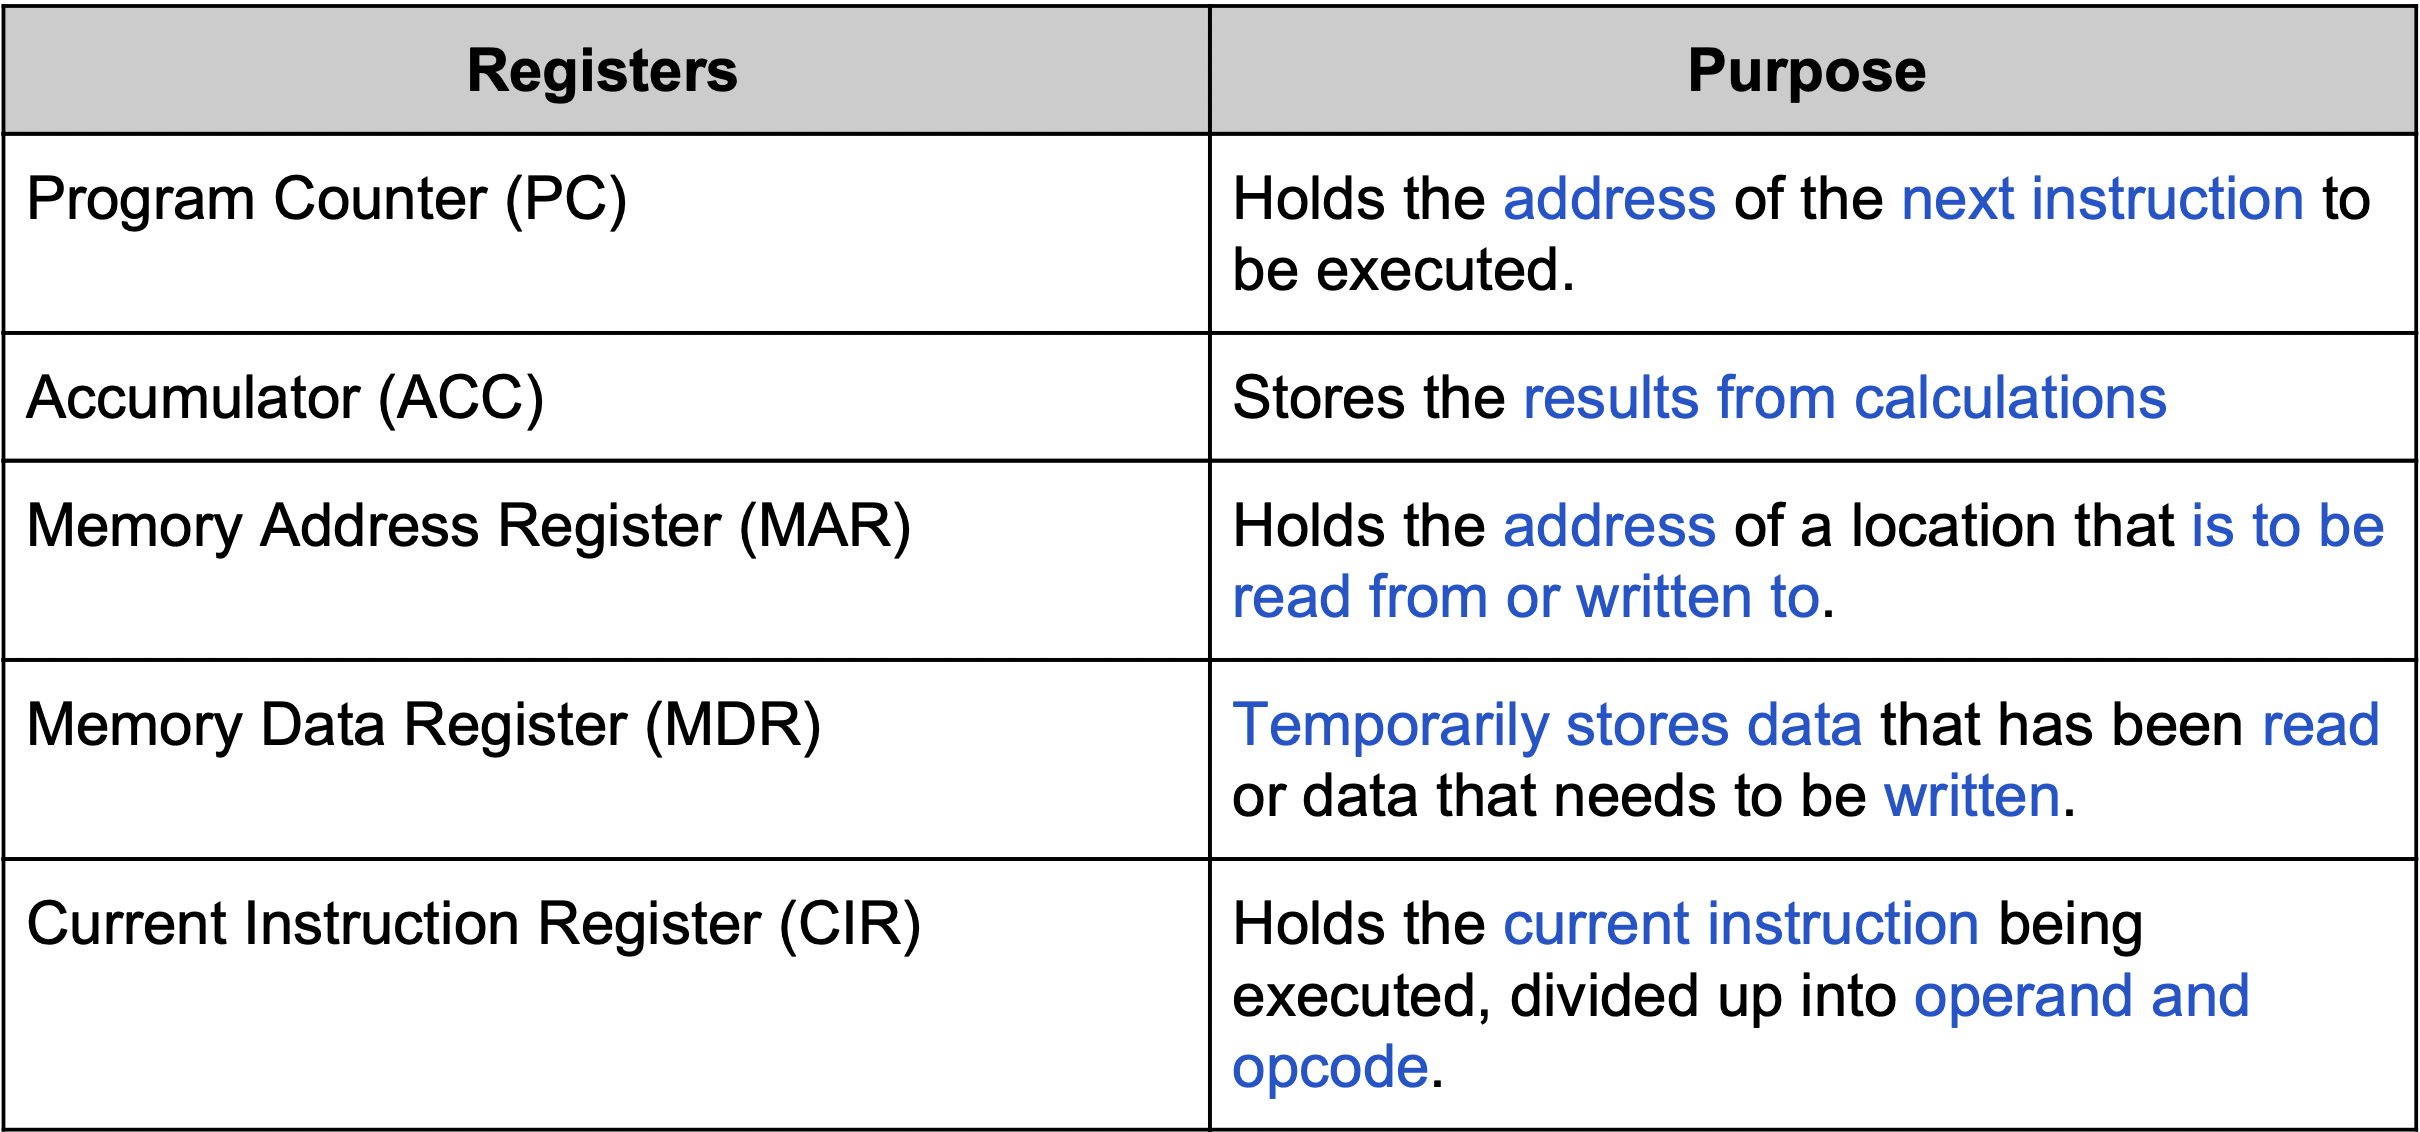 Registers
Purpose
Program Counter (PC)
Holds the address of the next instruction to
be executed.
Accumulator (ACC)
Stores the results from calculations
Memory Address Register (MAR)
Holds the address of a location that is to be
read from or written to.
Memory Data Register (MDR)
Temporarily stores data that has been read
or data that needs to be written.
Current Instruction Register (CIR)
Holds the current instruction being
executed, divided up into operand and
opcode.